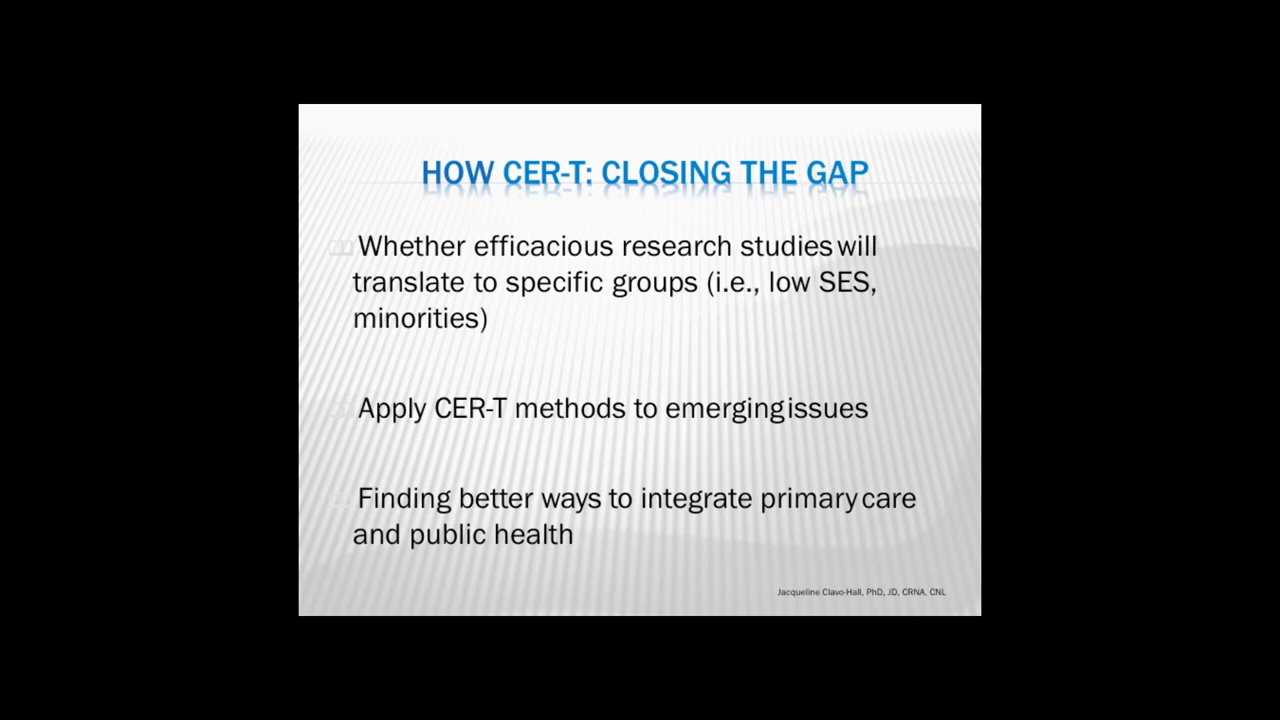 HOW CER-T: CLOSING THE GAP
Whether efficacious research studies will
translate to specific groups (i.e., low SES,
minorities)
Apply CER-T methods to emerging issues
Finding better ways to integrate primary care
and public health
Jacqueline Clavo-Hall, PhD, JD, CRNA, CNL